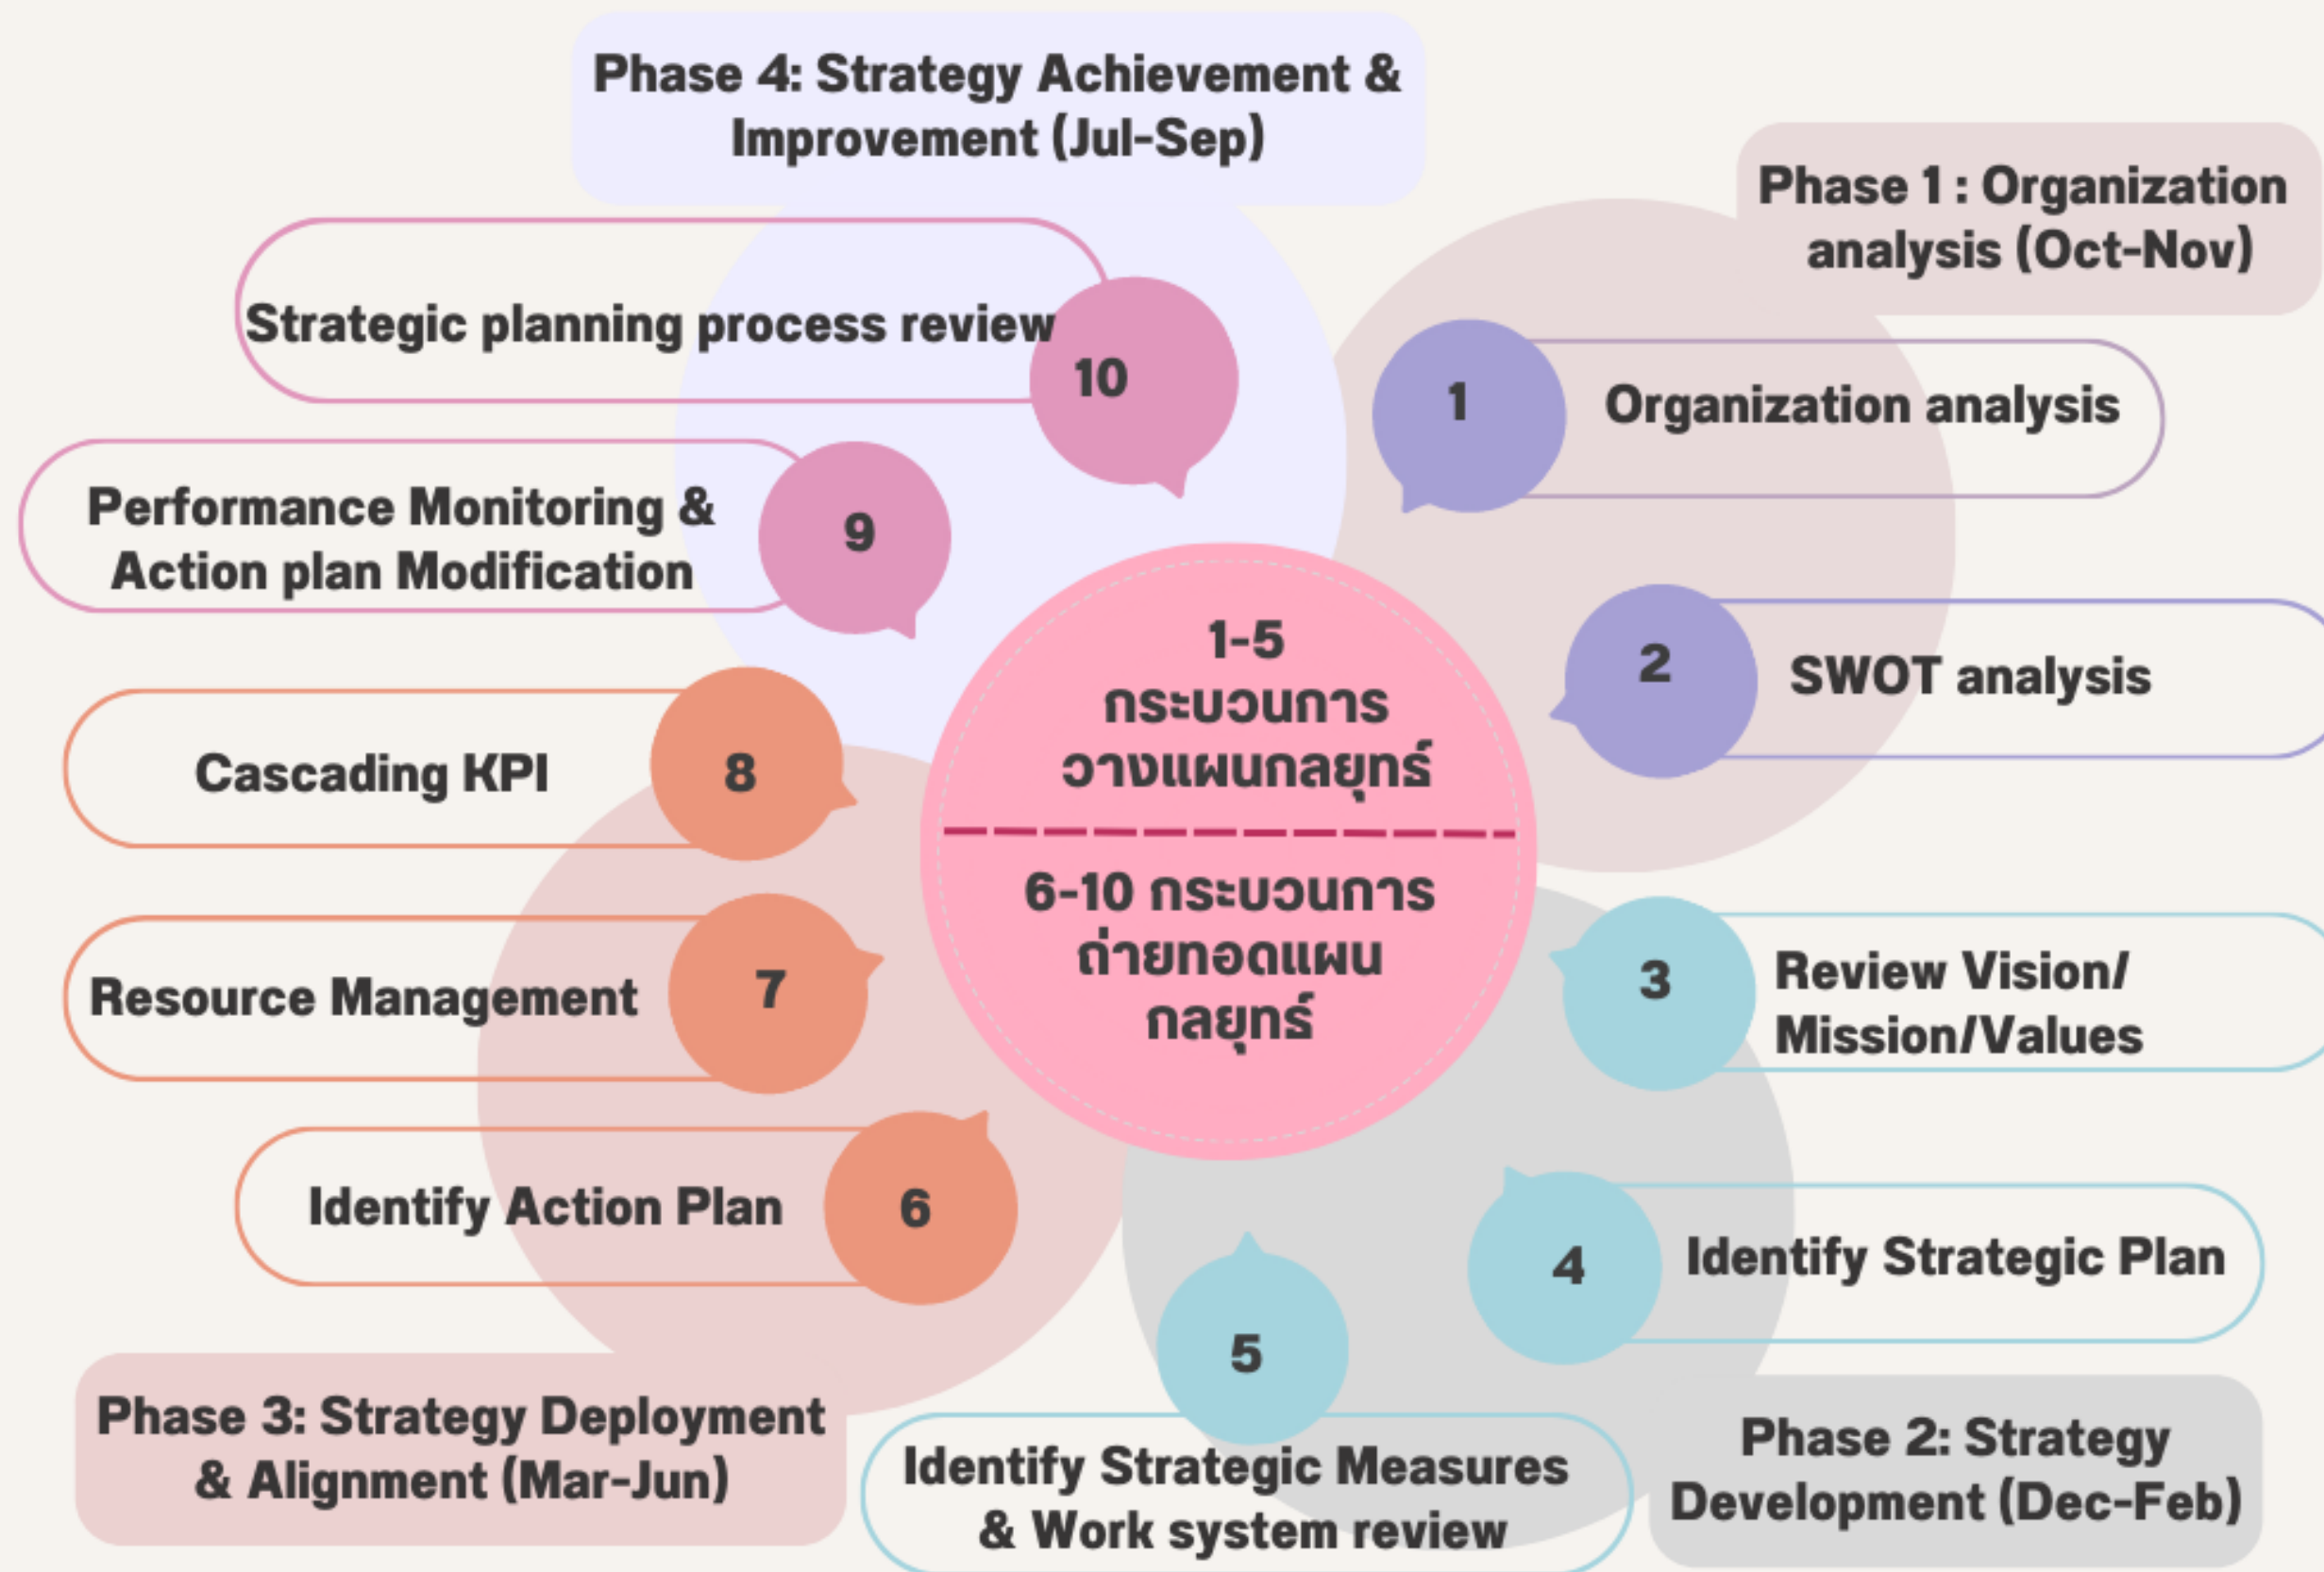 Phase 4: Strategy Achievement &
Improvement (Jul-Sep)
Phase 1 : Organization
analysis (Oct-Nov)
1
Organization analysis
2
SWOT analysis
3
Review Vision/
Mission/Values
4
Identify Strategic Plan
Phase 2: Strategy
Development (Dec-Feb)
5
Identify Strategic Measures
& Work system review
Phase 3: Strategy Deployment
& Alignment (Mar-Jun)
6
Identify Action Plan
7
Resource Management
8
Cascading KPI
9
Performance Monitoring &
Action plan Modification
10
Strategic planning process review
1-5
กระบวนการ
วางแผนกลยุทธ์
6-10 กระบวนการ
ถ่ายทอดแผน
กลยุทธ์